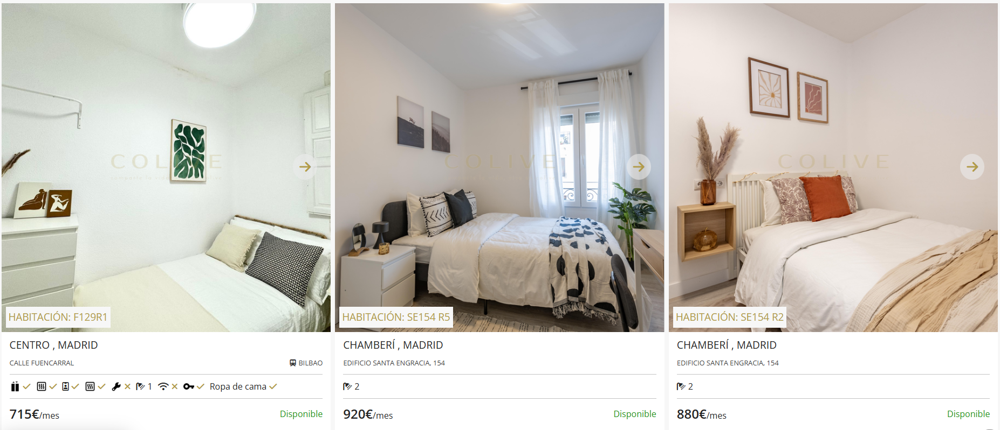 COLIVE
HABITACIÓN: F129R1
CENTRO , MADRID
CALLE FUENCARRAL
BILBAO
1
Ropa de cama
715€/mes
Disponible
COLIVE
HABITACIÓN: SE154 R5
CHAMBERÍ , MADRID
EDIFICIO SANTA ENGRACIA, 154
2
920€/mes
Disponible
COLIVE
HABITACIÓN: SE154 R2
CHAMBERÍ , MADRID
EDIFICIO SANTA ENGRACIA, 154
2
880€/mes
Disponible